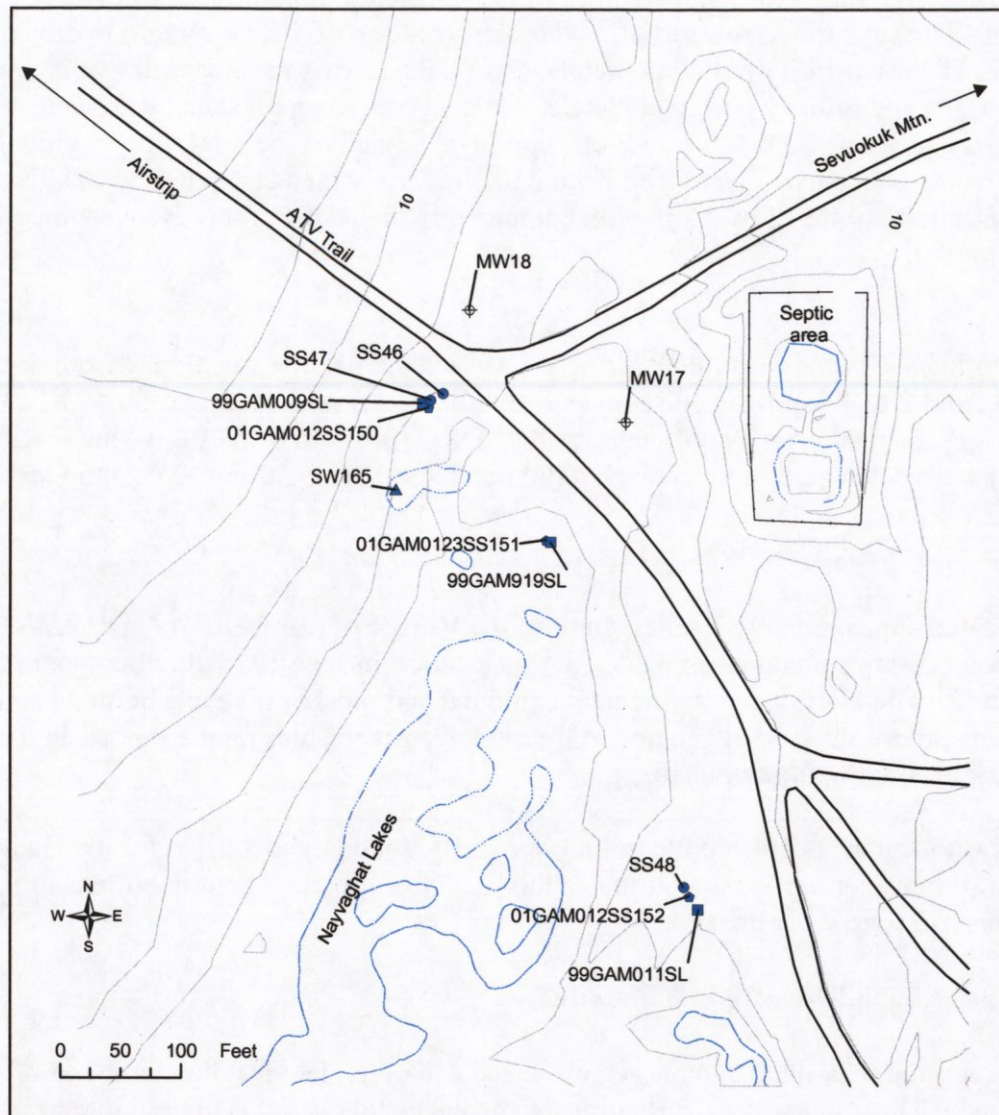 Sevuokuk Mtn.
Airstrip
10
ATV Trail
10
MW18
Septic
area
SS47
SS46
MW17
99GAM009SL
01GAM012SS150
SW165
01GAM0123SS151
99GAM919SL
Nayvaghat Lakes
SS48
N
W E
S
01GAM012SS152
99GAM011SL
0 50 100 Feet